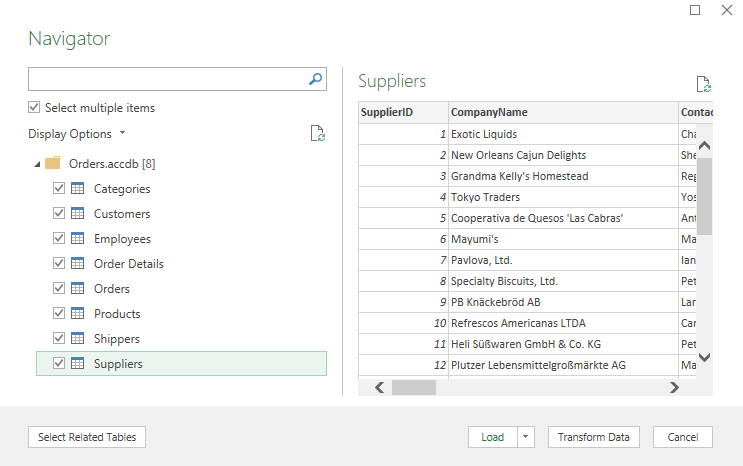 Navigator
Select multiple items
Display Options
Orders.accdb [8]
Categories
Customers
Employees
Order Details
Orders
Products
Shippers
Suppliers
Suppliers
SupplierID CompanyName Contac
1 Exotic Liquids Cha
2 New Orleans Cajun Delights She
3 Grandma Kelly's Homestead Reg
4 Tokyo Traders Yos
5 Cooperativa de Quesos 'Las Cabras' Ant
6 Mayumi's Ma
7 Pavlova, Ltd. Ian
8 Specialty Biscuits, Ltd. Pet
9 PB Knäckebröd AB Lar
10 Refrescos Americanas LTDA Car
11 Heli Süßwaren GmbH & Co. KG Pet
12 Plutzer Lebensmittelgroßmärkte AG Ma
Select Related Tables
Load
Transform Data
Cancel